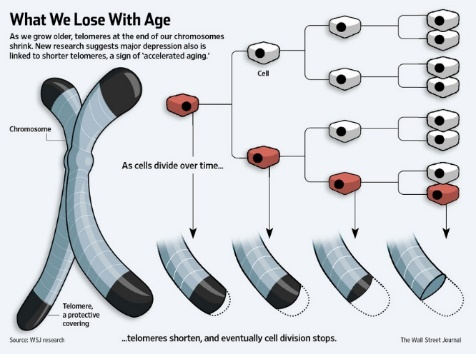 What We Lose With Age
As we grow older, telomeres at the end of our chromosomes
shrink. New research suggests major depression also is
linked to shorter telomeres, a sign of 'accelerated aging.'
Cell
Chromosome
As cells divide over time...
Telomere,
a protective
covering
...telomeres shorten, and eventually cell division stops.
Source: WSJ research
The Wall Street Journal